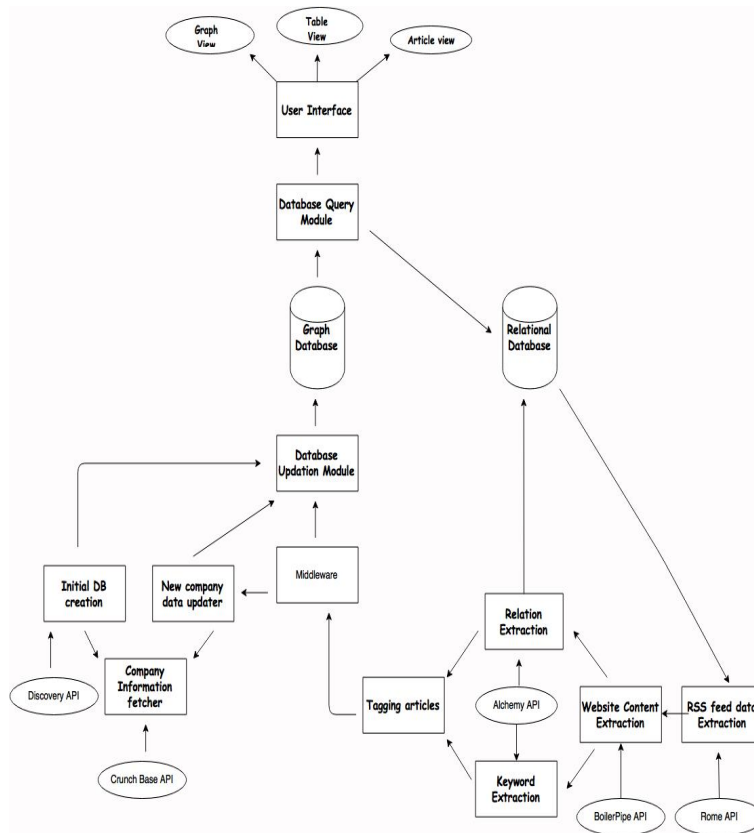 Graph
View
Table
View
Article view
User Interface
Database Query
Module
Graph
Database
Relational
Database
Database
Updation Module
Initial DB
creation
New company
data updater
Middleware
Relation
Extraction
Discovery API
Company
Information
fetcher
Tagging articles
Alchemy API
Website Content
Extraction
RSS feed data
Extraction
Crunch Base API
Keyword
Extraction
BoilerPipe API
Rome API